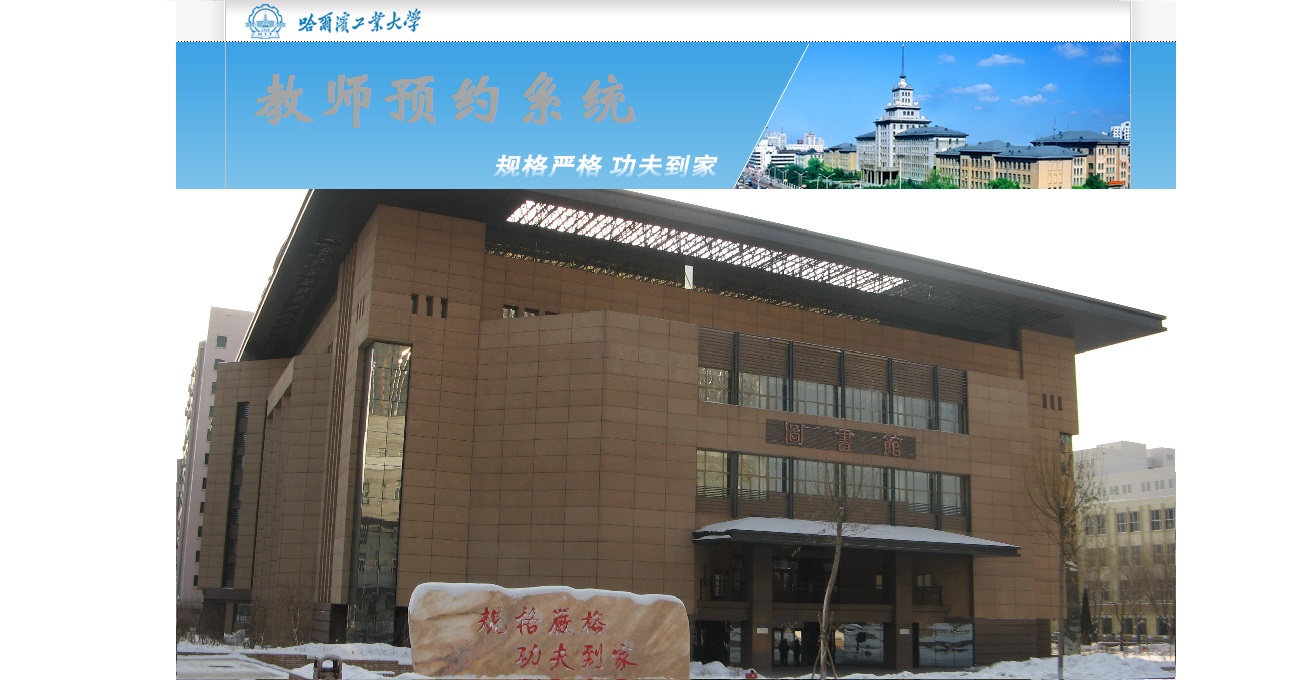 哈爾濱工業大學
教师预约系统
规格严格 功夫到家
圖書館
規格嚴格
功夫到家